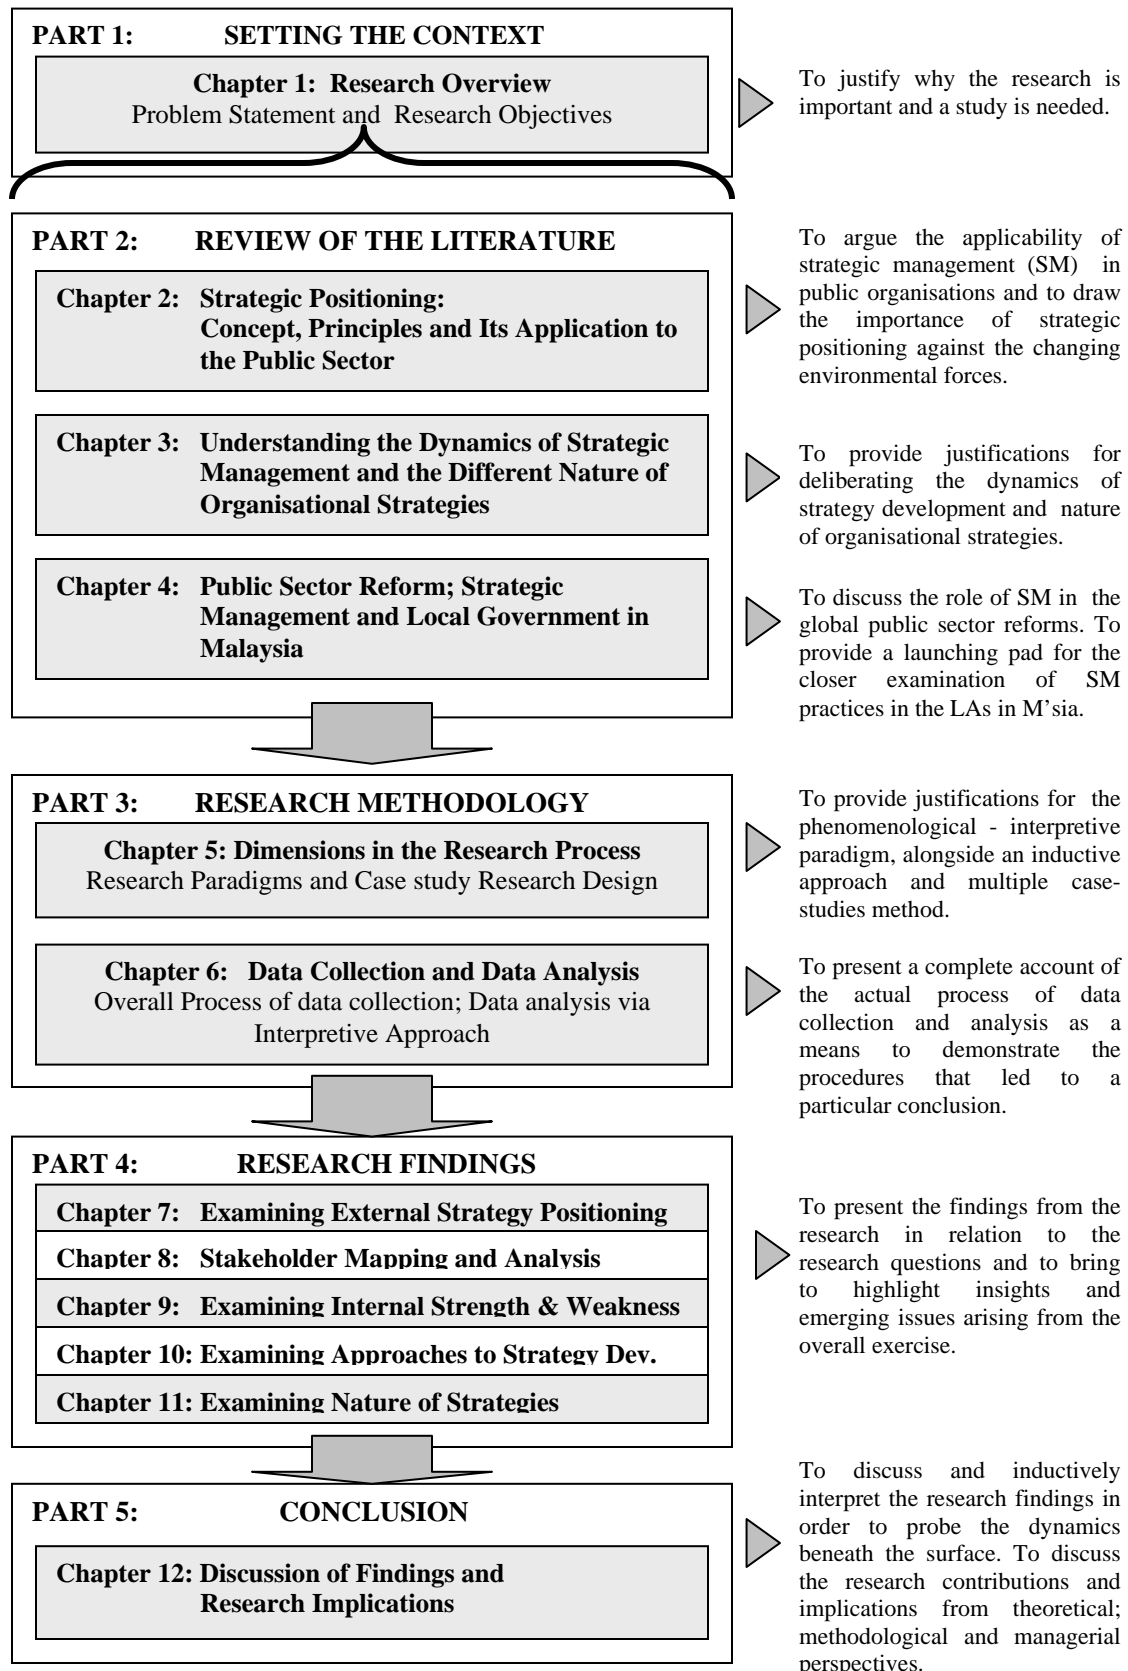 PART 1: SETTING THE CONTEXT
Chapter 1: Research Overview
Problem Statement and Research Objectives
To justify why the research is
important and a study is needed.
PART 2: REVIEW OF THE LITERATURE
Chapter 2: Strategic Positioning:
Concept, Principles and Its Application to
the Public Sector
To argue the applicability of
strategic management (SM) in
public organisations and to draw
the importance of strategic
positioning against the changing
environmental forces.
Chapter 3: Understanding the Dynamics of Strategic
Management and the Different Nature of
Organisational Strategies
To provide justifications for
deliberating the dynamics of
strategy development and nature
of organisational strategies.
Chapter 4: Public Sector Reform; Strategic
Management and Local Government in
Malaysia
To discuss the role of SM in the
global public sector reforms. To
provide a launching pad for the
closer examination of SM
practices in the LAs in M’sia.
PART 3: RESEARCH METHODOLOGY
Chapter 5: Dimensions in the Research Process
Research Paradigms and Case study Research Design
To provide justifications for the
phenomenological - interpretive
paradigm, alongside an inductive
approach and multiple case-
studies method.
Chapter 6: Data Collection and Data Analysis
Overall Process of data collection; Data analysis via
Interpretive Approach
To present a complete account of
the actual process of data
collection and analysis as a
means to demonstrate the
procedures that led to a
particular conclusion.
PART 4: RESEARCH FINDINGS
Chapter 7: Examining External Strategy Positioning
Chapter 8: Stakeholder Mapping and Analysis
Chapter 9: Examining Internal Strength & Weakness
Chapter 10: Examining Approaches to Strategy Dev.
Chapter 11: Examining Nature of Strategies
To present the findings from the
research in relation to the
research questions and to bring
to highlight insights and
emerging issues arising from the
overall exercise.
PART 5: CONCLUSION
Chapter 12: Discussion of Findings and
Research Implications
To discuss and inductively
interpret the research findings in
order to probe the dynamics
beneath the surface. To discuss
the research contributions and
implications from theoretical;
methodological and managerial
perspectives.